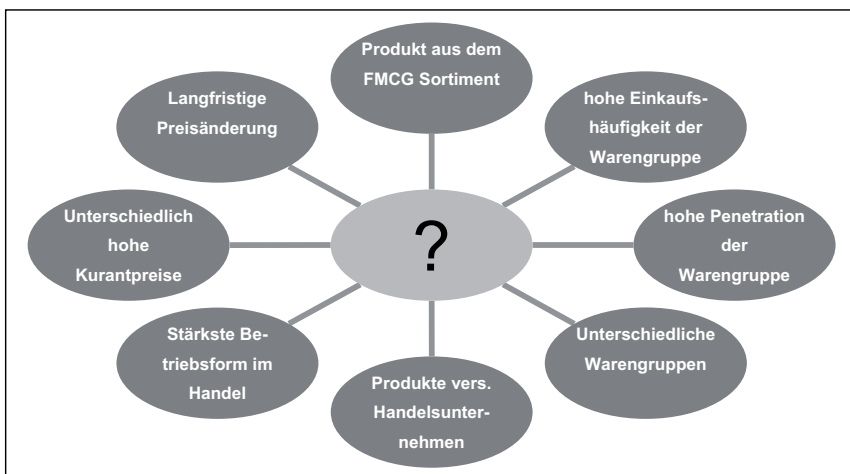 Produkt aus dem
FMCG Sortiment
hohe Einkaufs-
häufigkeit der
Warengruppe
hohe Penetration
der
Warengruppe
Unterschiedliche
Warengruppen
Produkte vers.
Handelsunter-
nehmen
Stärkste Be-
triebsform im
Handel
Unterschiedlich
hohe
Kurantpreise
Langfristige
Preisänderung
?